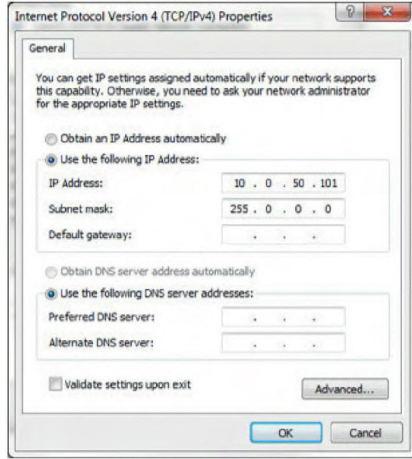 Internet Protocol Version 4 (TCP/IPv4) Properties
?
X
General
You can get IP settings assigned automatically if your network supports
this capability. Otherwise, you need to ask your network administrator
for the appropriate IP settings.
Obtain an IP Address automatically
Use the following IP Address:
IP Address: 10 . 0 . 50 . 101
Subnet mask: 255 . 0 . 0 . 0
Default gateway: . . .
Obtain DNS server address automatically
Use the following DNS server addresses:
Preferred DNS server: . . .
Alternate DNS server: . . .
Validate settings upon exit
Advanced...
OK Cancel